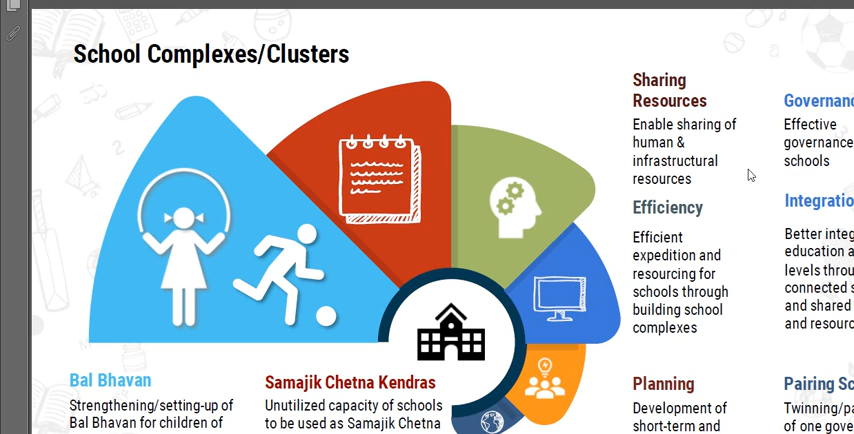 School Complexes/Clusters
Sharing
Resources
Enable sharing of
human &
infrastructural
resources
Efficiency
Efficient
expedition and
resourcing for
schools through
building school
complexes
Planning
Development of
short-term and
Effective
governance
schools
Better integ
education a
levels throu
connected s
and shared
and resourc
Pairing Sc
Twinning/pa
of one gove
Bal Bhavan
Strengthening/setting-up of
Bal Bhavan for children of
Samajik Chetna Kendras
Unutilized capacity of schools
to be used as Samajik Chetna